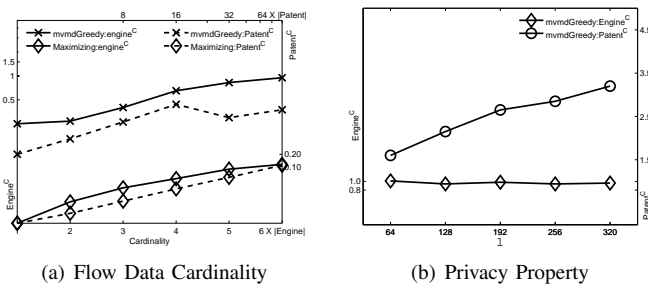 8 16 32 64 X |Patent|
mvmdGreedy:engine^C mvmdGreedy:Patent^C
Maximizing:engine^C Maximizing:Patent^C
Patent^C
1.5
1
0.5
0.20
0.10
Engine^C
2 3 4 5 6 X |Engine|
Cardinality
(a) Flow Data Cardinality
mvmdGreedy:Engine^C
mvmdGreedy:Patent^C
4.5
3.5
2.5
1.5
Engine^C
1.0
0.8
Patent^C
64 128 192 256 320
l
(b) Privacy Property